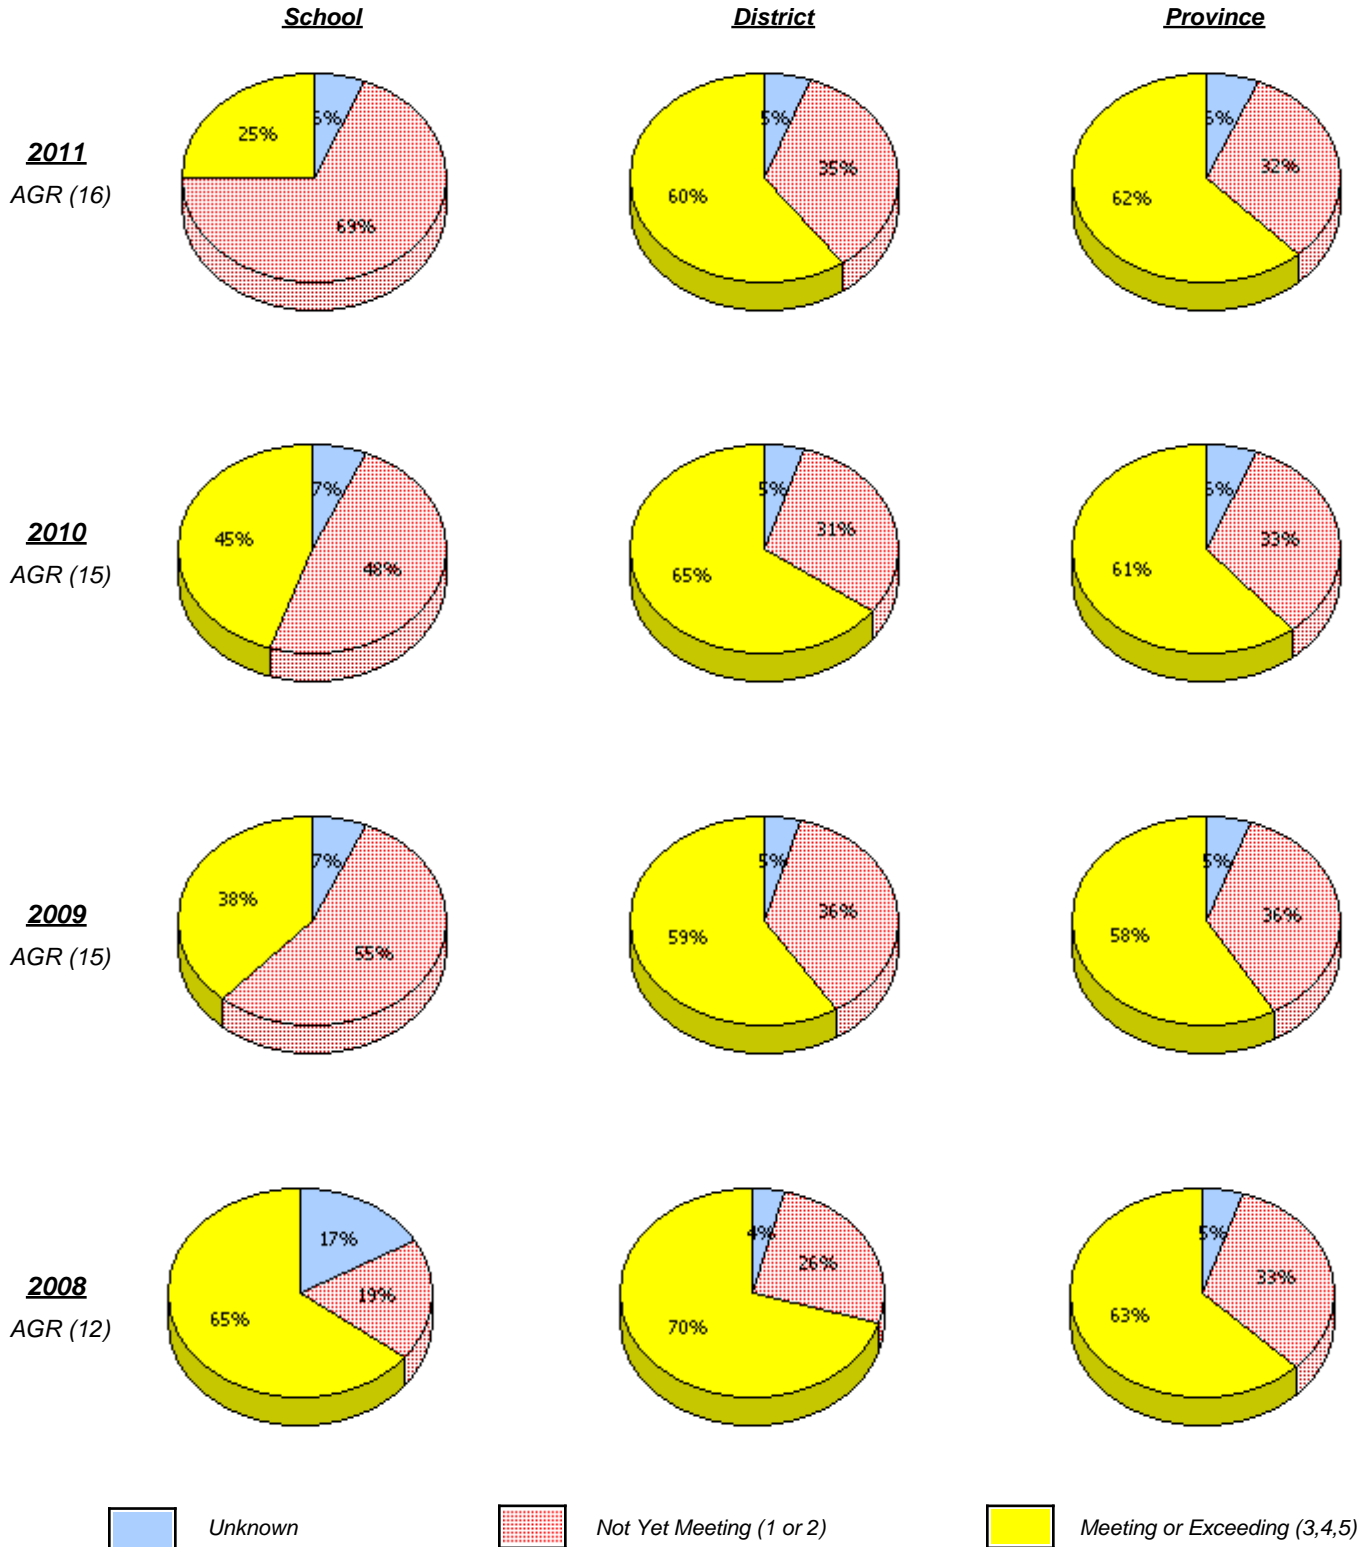 School District Province
2011
AGR (16)
25% 6% 69%
60% 5% 35%
62% 6% 32%
2010
AGR (15)
45% 7% 48%
65% 5% 31%
61% 6% 33%
2009
AGR (15)
38% 7% 55%
59% 5% 36%
58% 5% 36%
2008
AGR (12)
65% 17% 19%
70% 4% 26%
63% 5% 33%
Unknown Not Yet Meeting (1 or 2) Meeting or Exceeding (3,4,5)